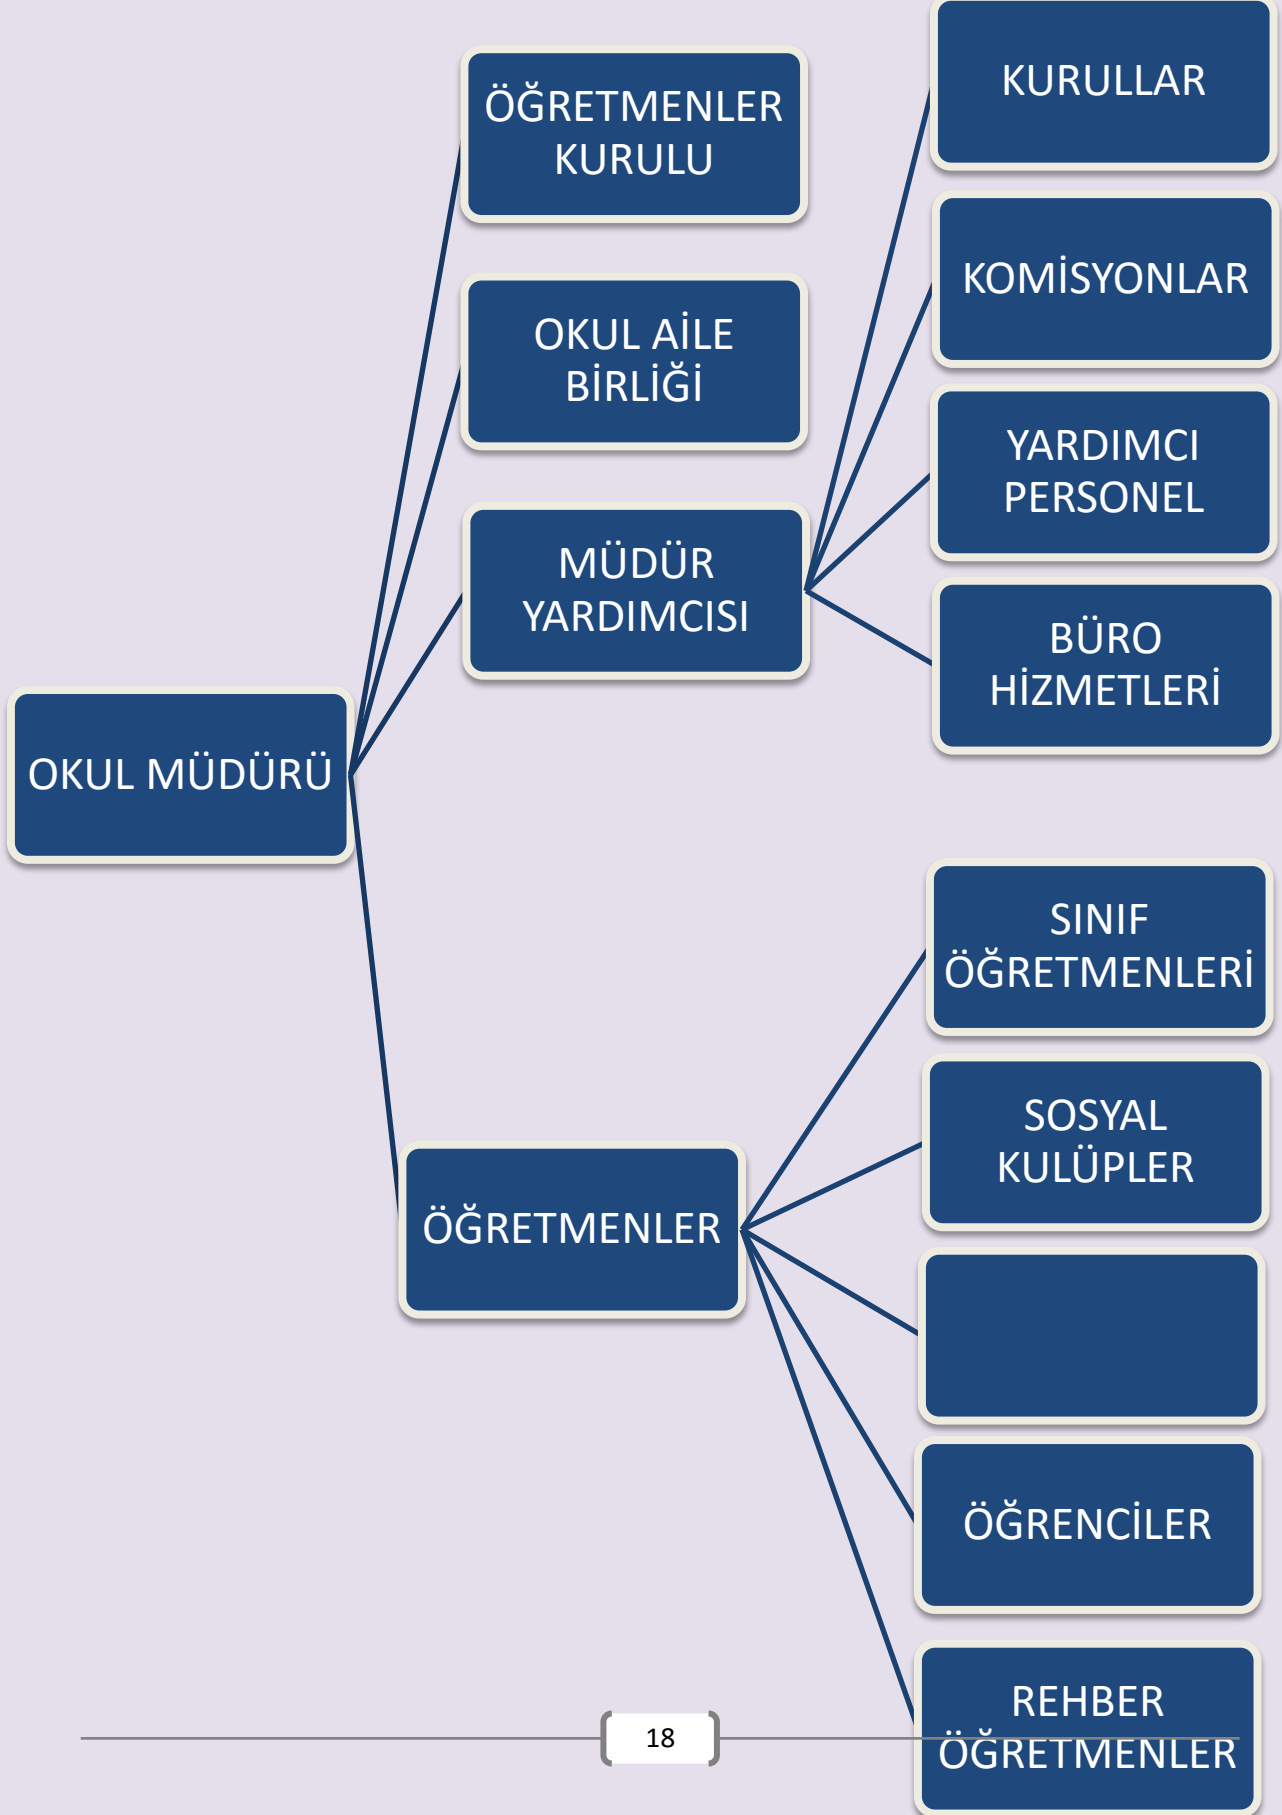 KURULLAR
ÖĞRETMENLER
KURULU
KOMİSYONLAR
OKUL AİLE
BİRLİĞİ
YARDIMCI
PERSONEL
MÜDÜR
YARDIMCISI
BÜRO
HİZMETLERİ
OKUL MÜDÜRÜ
SINIF
ÖĞRETMENLERİ
SOSYAL
KULÜPLER
ÖĞRETMENLER
ÖĞRENCİLER
REHBER
ÖĞRETMENLER
18